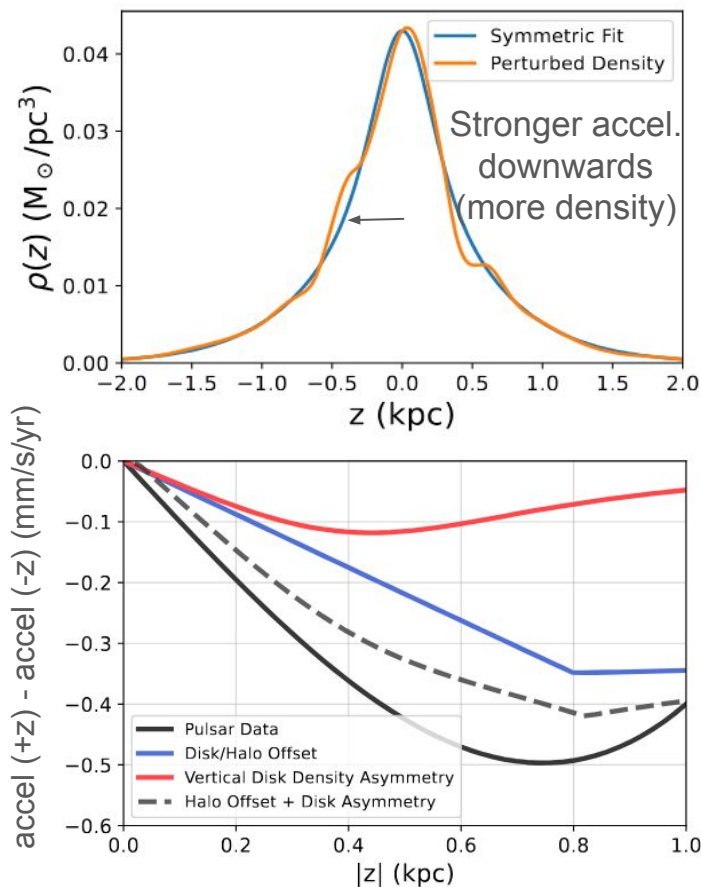 0.04
0.03
0.02
0.01
0.00
ρ(z) (M⊙/pc³)
Symmetric Fit
Perturbed Density
Stronger accel.
downwards
(more density)
−2.0 −1.5 −1.0 −0.5 0.0 0.5 1.0 1.5 2.0
z (kpc)
accel (+z) - accel (-z) (mm/s/yr)
0.0
−0.1
−0.2
−0.3
−0.4
−0.5
−0.6
Pulsar Data
Disk/Halo Offset
Vertical Disk Density Asymmetry
Halo Offset + Disk Asymmetry
0.0 0.2 0.4 0.6 0.8 1.0
|z| (kpc)